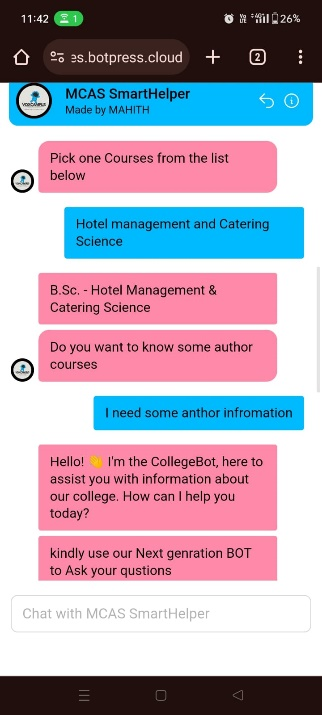 11:42 1 26%
es.botpress.cloud 2
MCAS SmartHelper
Made by MAHITH
Pick one Courses from the list
below
Hotel management and Catering
Science
B.Sc. - Hotel Management &
Catering Science
Do you want to know some author
courses
I need some anthor infromation
Hello! 👋 I'm the CollegeBot, here to
assist you with information about
our college. How can I help you
today?
kindly use our Next genration BOT
to Ask your qustions
Chat with MCAS SmartHelper